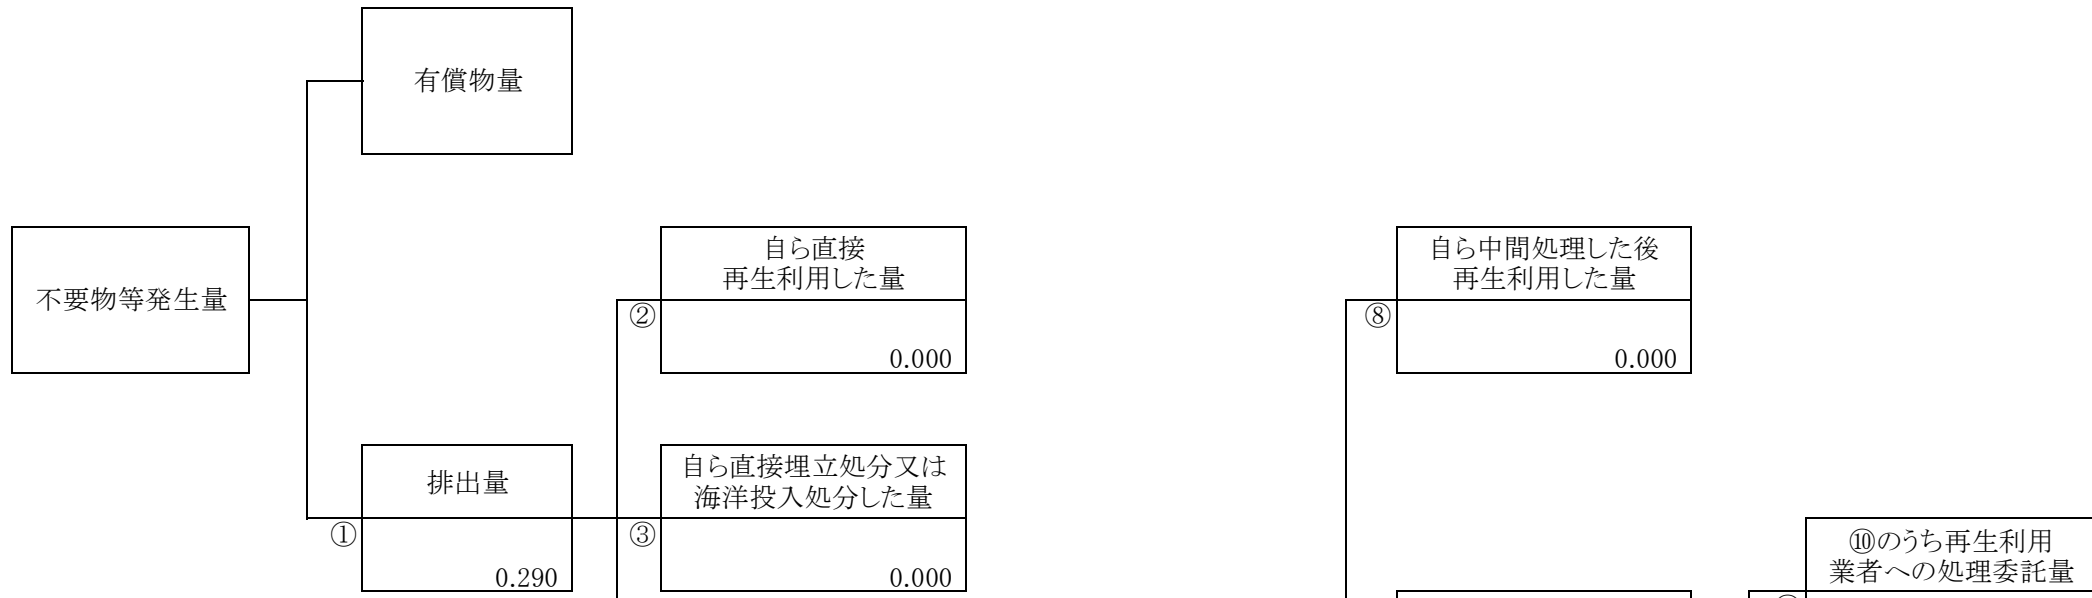 有償物量
不要物等発生量
自ら直接
再生利用した量
②
0.000
自ら中間処理した後
再生利用した量
⑧
0.000
排出量
①
0.290
自ら直接埋立処分又は
海洋投入処分した量
③
0.000
⑩のうち再生利用
業者への処理委託量